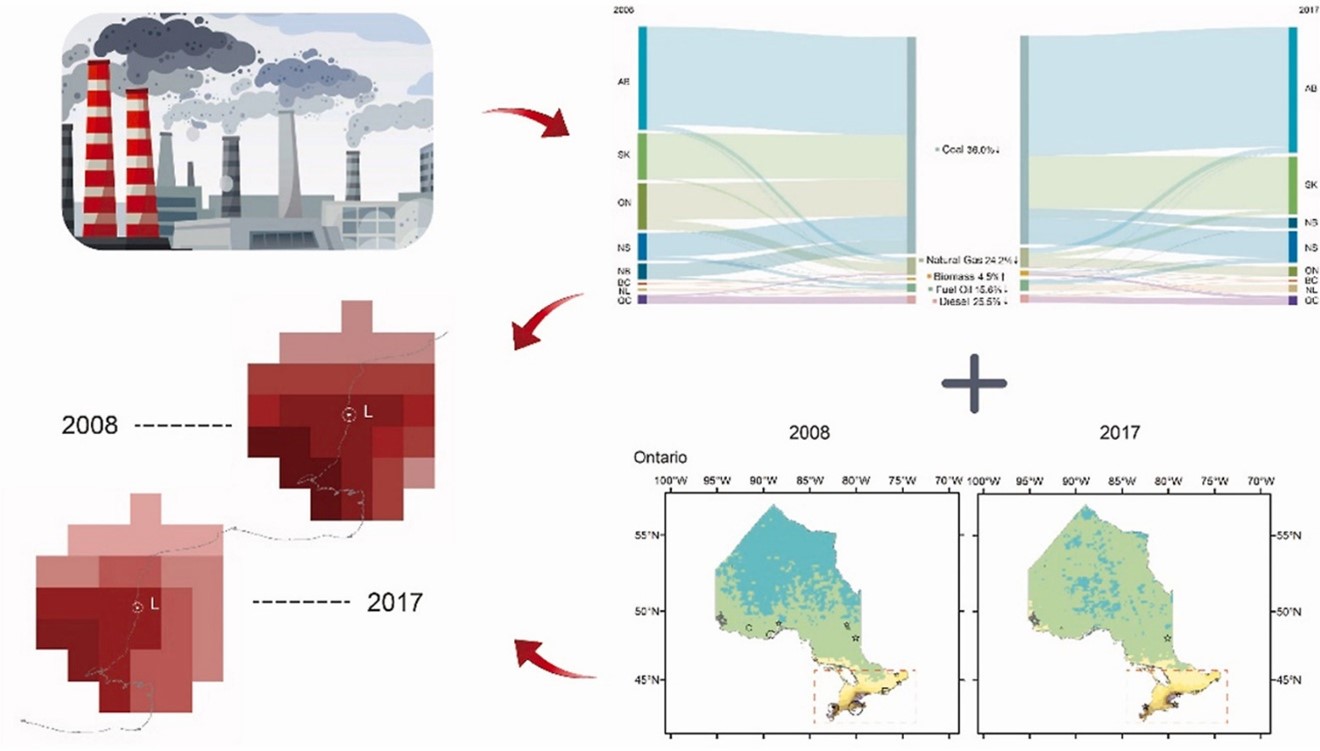 2008
2017
AB
SK
ON
NS
NB
BC
NL
QC
Coal 36.0%↓
Natural Gas 24.2%↓
Biomass 4.5%↑
Fuel Oil 15.6%↓
Diesel 25.5%↓
AB
SK
NB
NS
ON
BC
NL
QC
L
2008
L
2017
2008
2017
Ontario
100°W 95°W 90°W 85°W 80°W 75°W 70°W
100°W 95°W 90°W 85°W 80°W 75°W 70°W
55°N
50°N
45°N
55°N
50°N
45°N